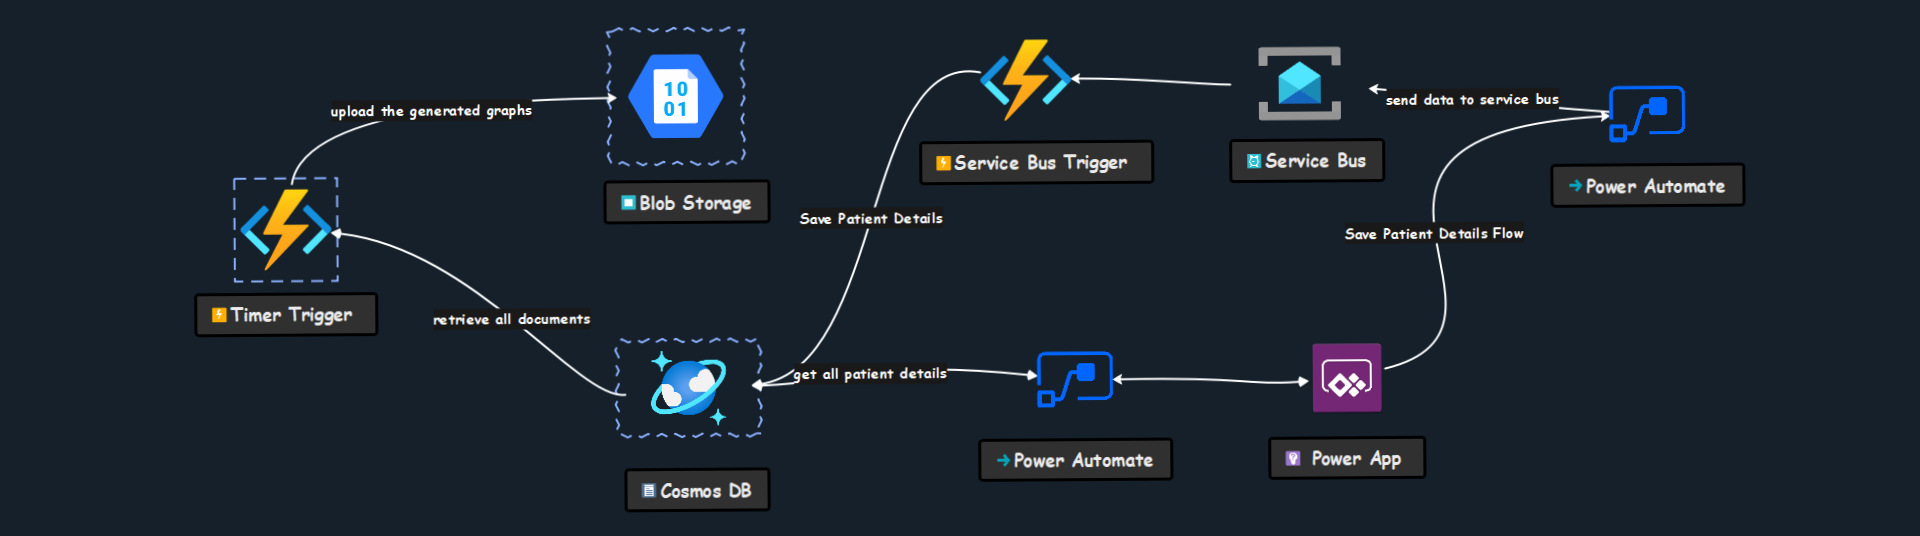 10
01
send data to service bus
upload the generated graphs
Service Bus Trigger
Service Bus
Power Automate
Blob Storage
Save Patient Details
Save Patient Details Flow
Timer Trigger
retrieve all documents
get all patient details
Power Automate
Power App
Cosmos DB